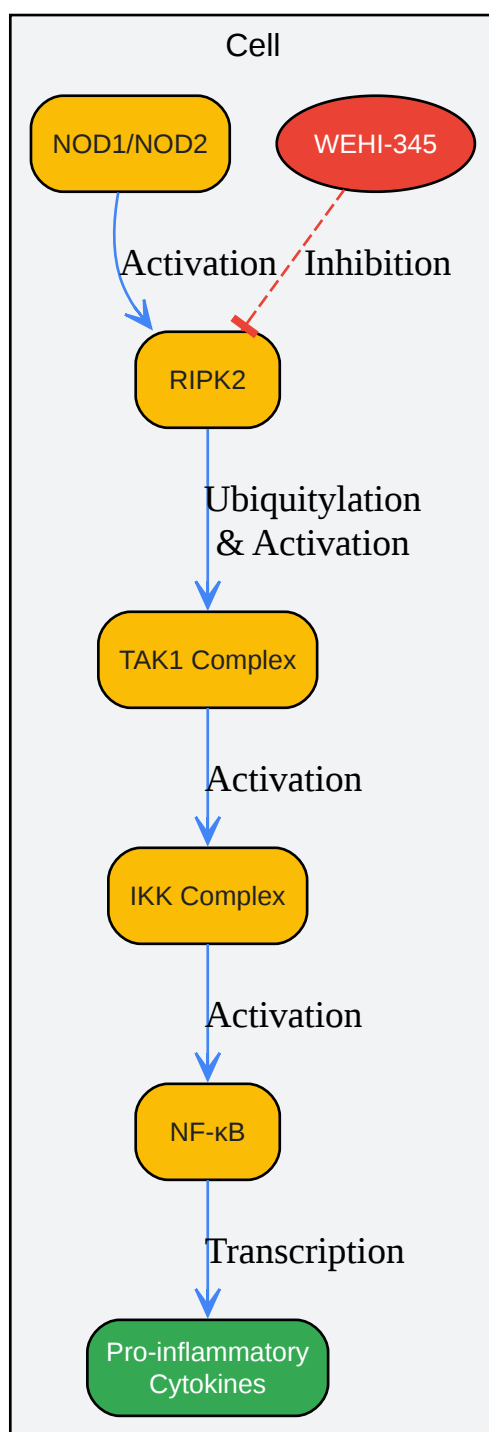 Cell
NOD1/NOD2
WEHI-345
Activation
Inhibition
RIPK2
Ubiquitylation
& Activation
TAK1 Complex
Activation
IKK Complex
Activation
NF-κB
Transcription
Pro-inflammatory
Cytokines